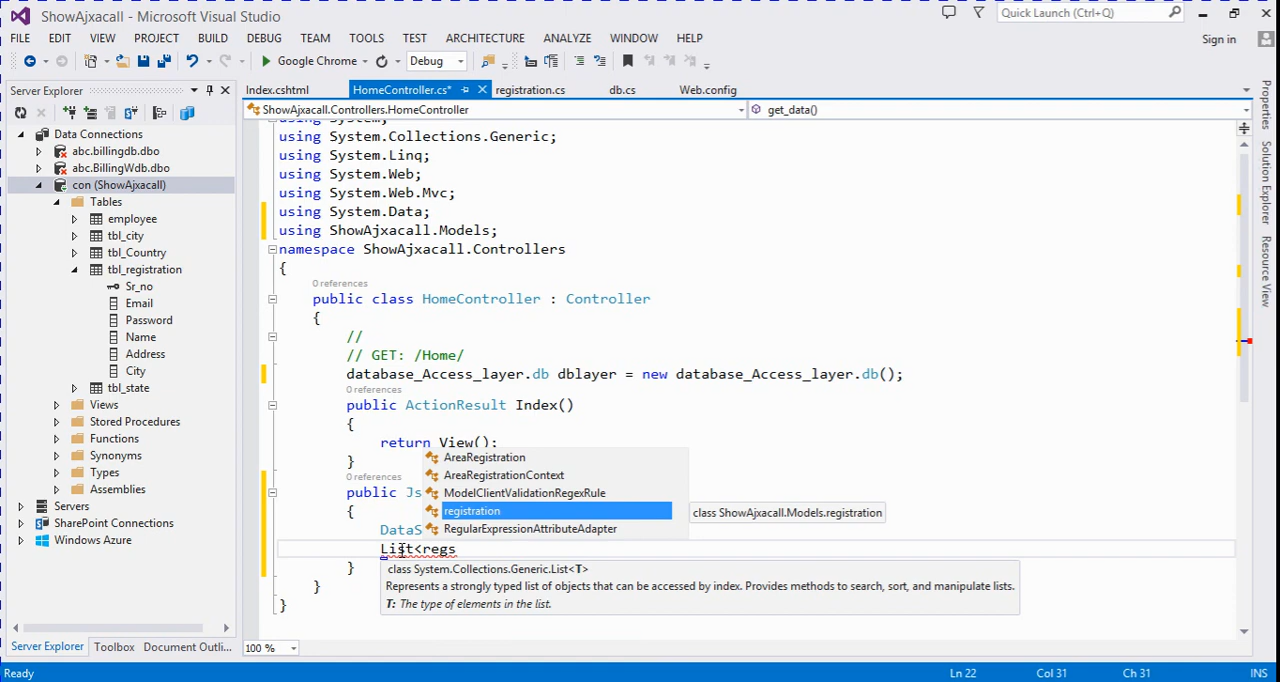 ShowAjxacall - Microsoft Visual Studio
Quick Launch (Ctrl+Q)
FILE EDIT VIEW PROJECT BUILD DEBUG TEAM TOOLS TEST ARCHITECTURE ANALYZE WINDOW HELP
Sign in
Google Chrome Debug
Server Explorer
Index.cshtml HomeController.cs* registration.cs db.cs Web.config
ShowAjxacall.Controllers.HomeController get_data()
Data Connections
abc.billingdb.dbo
abc.BillingWdb.dbo
con (ShowAjxacall)
Tables
employee
tbl_city
tbl_Country
tbl_registration
Sr_no
Email
Password
Name
Address
City
tbl_state
Views
Stored Procedures
Functions
Synonyms
Types
Assemblies
Servers
SharePoint Connections
Windows Azure
Server Explorer Toolbox Document Outli...
using System;
using System.Collections.Generic;
using System.Linq;
using System.Web;
using System.Web.Mvc;
using System.Data;
using ShowAjxacall.Models;
namespace ShowAjxacall.Controllers
{
0 references
public class HomeController : Controller
{
//
// GET: /Home/
database_Access_layer.db dblayer = new database_Access_layer.db();
0 references
public ActionResult Index()
{
return View();
}
0 references
public Js
{
DataS
List<regs
}
}
}
AreaRegistration
AreaRegistrationContext
ModelClientValidationRegexRule
registration
RegularExpressionAttributeAdapter
class ShowAjxacall.Models.registration
class System.Collections.Generic.List<T>
Represents a strongly typed list of objects that can be accessed by index. Provides methods to search, sort, and manipulate lists.
T: The type of elements in the list.
100 %
Properties
Solution Explorer
Resource View
Ready Ln 22 Col 31 Ch 31 INS